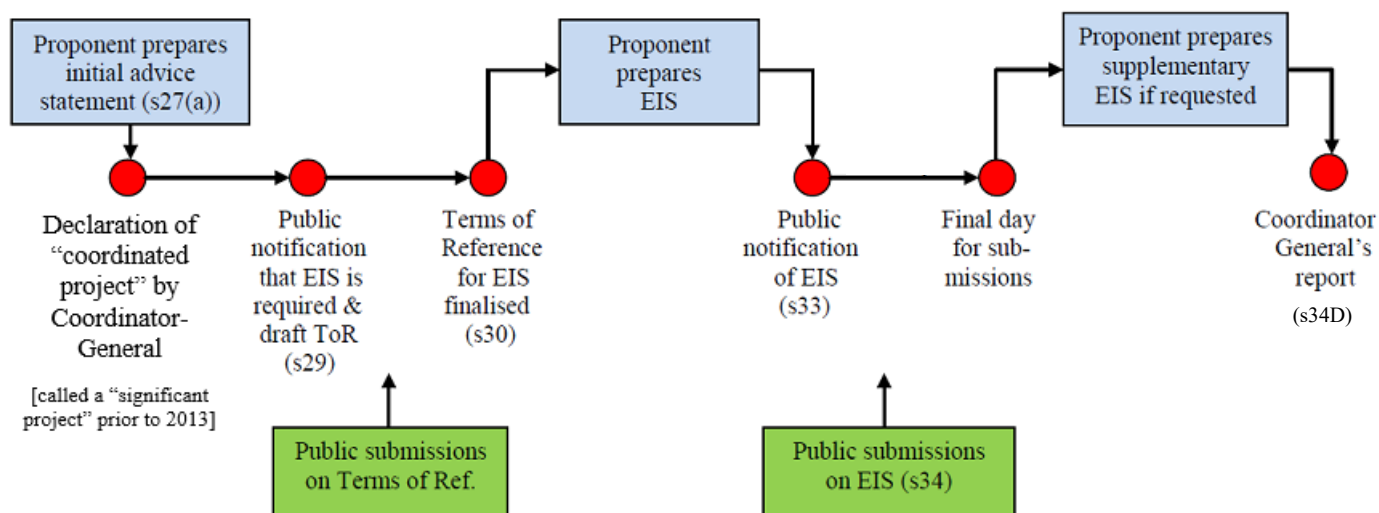 Proponent prepares
initial advice
statement (s27(a))
Proponent
prepares
EIS
Proponent prepares
supplementary
EIS if requested
Declaration of
“coordinated
project” by
Coordinator-
General
[called a “significant
project” prior to 2013]
Public
notification
that EIS is
required &
draft ToR
(s29)
Terms of
Reference
for EIS
finalised
(s30)
Public
notification
of EIS
(s33)
Final day
for sub-
missions
Coordinator
General’s
report
(s34D)
Public submissions
on Terms of Ref.
Public submissions
on EIS (s34)